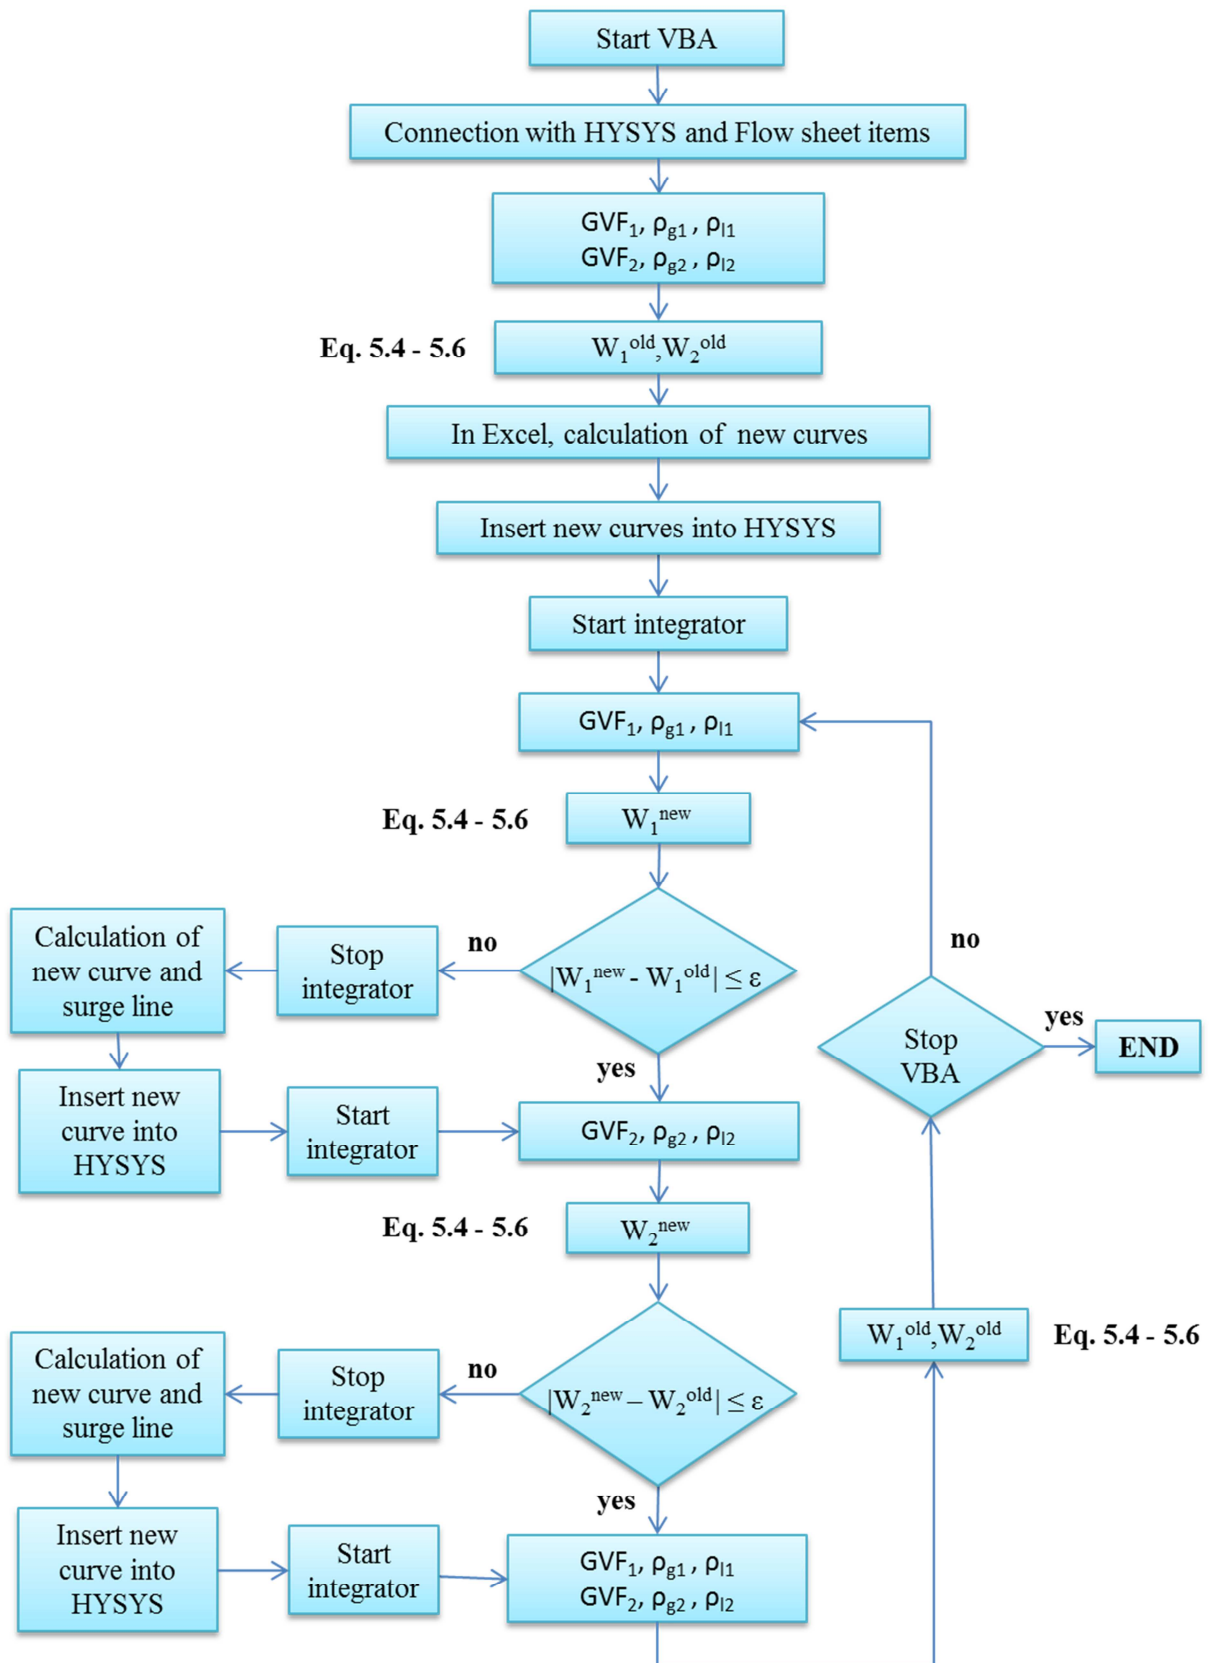 Start VBA
Connection with HYSYS and Flow sheet items
GVF₁, ρg1 , ρl1
GVF₂, ρg2 , ρl2
Eq. 5.4 - 5.6
W₁ᵒˡᵈ,W₂ᵒˡᵈ
In Excel, calculation of new curves
Insert new curves into HYSYS
Start integrator
GVF₁, ρg1 , ρl1
Eq. 5.4 - 5.6
W₁ⁿᵉʷ
|W₁ⁿᵉʷ - W₁ᵒˡᵈ| ≤ ε
no
Stop
integrator
Calculation of
new curve and
surge line
Insert new
curve into
HYSYS
Start
integrator
yes
GVF₂, ρg2 , ρl2
Eq. 5.4 - 5.6
W₂ⁿᵉʷ
|W₂ⁿᵉʷ – W₂ᵒˡᵈ| ≤ ε
no
Stop
integrator
Calculation of
new curve and
surge line
Insert new
curve into
HYSYS
Start
integrator
yes
GVF₁, ρg1 , ρl1
GVF₂, ρg2 , ρl2
W₁ᵒˡᵈ,W₂ᵒˡᵈ
Eq. 5.4 - 5.6
Stop
VBA
no
yes
END